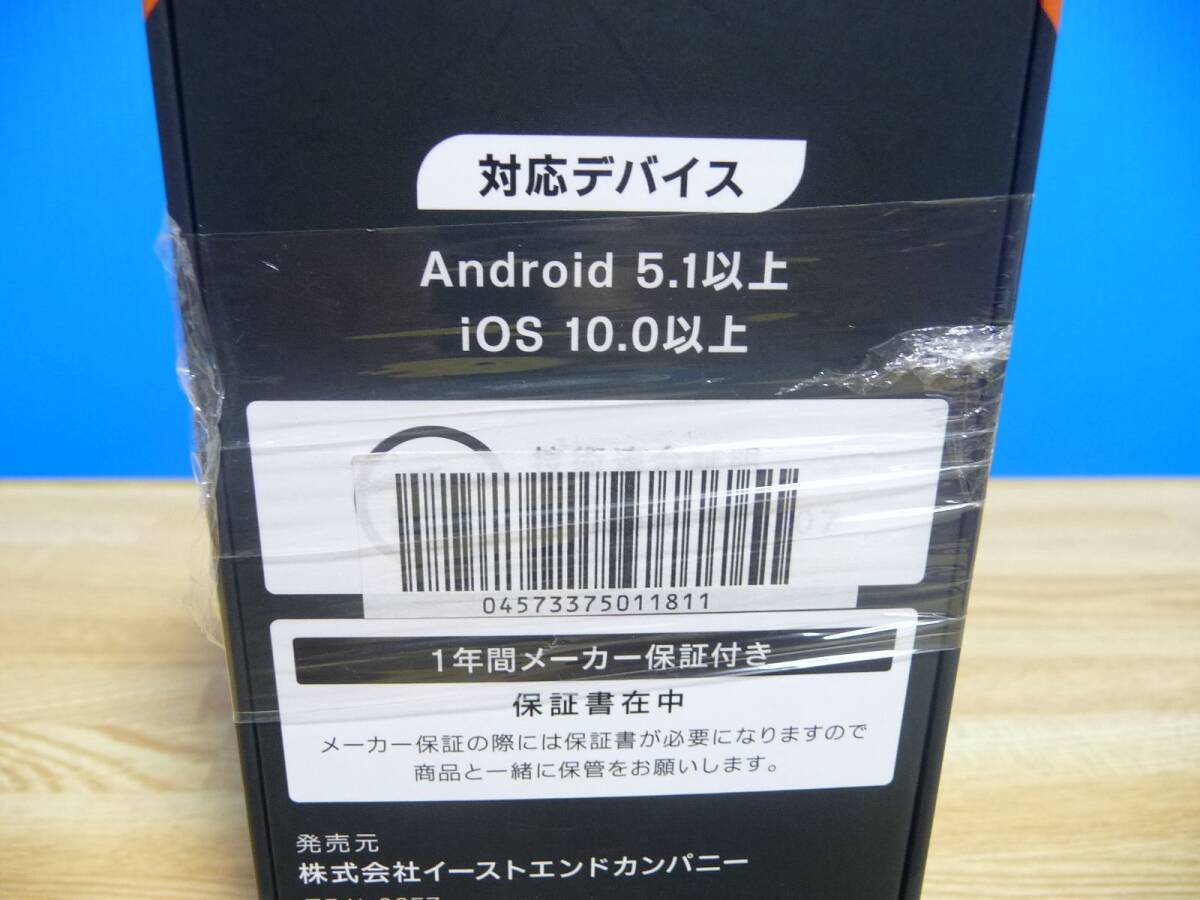 対応デバイス
Android 5.1以上
iOS 10.0以上
07
04573375011811
1年間メーカー保証付き
保証書在中
メーカー保証の際には保証書が必要になりますので
商品と一緒に保管をお願いします。
発売元
株式会社イーストエンドカンパニー